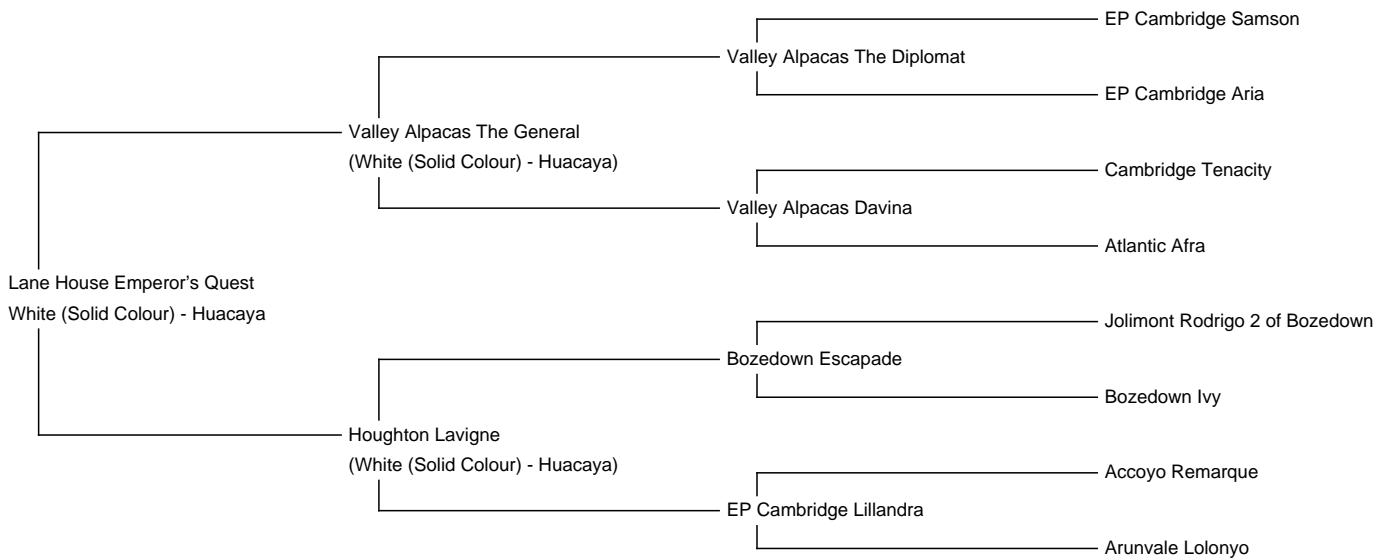 EP Cambridge Samson
Valley Alpacas The Diplomat
EP Cambridge Aria
Valley Alpacas The General
(White (Solid Colour) - Huacaya)
Cambridge Tenacity
Valley Alpacas Davina
Atlantic Afra
Lane House Emperor’s Quest
White (Solid Colour) - Huacaya
Jolimont Rodrigo 2 of Bozedown
Bozedown Escapade
Bozedown Ivy
Houghton Lavigne
(White (Solid Colour) - Huacaya)
Accoyo Remarque
EP Cambridge Lillandra
Arunvale Lolonyo